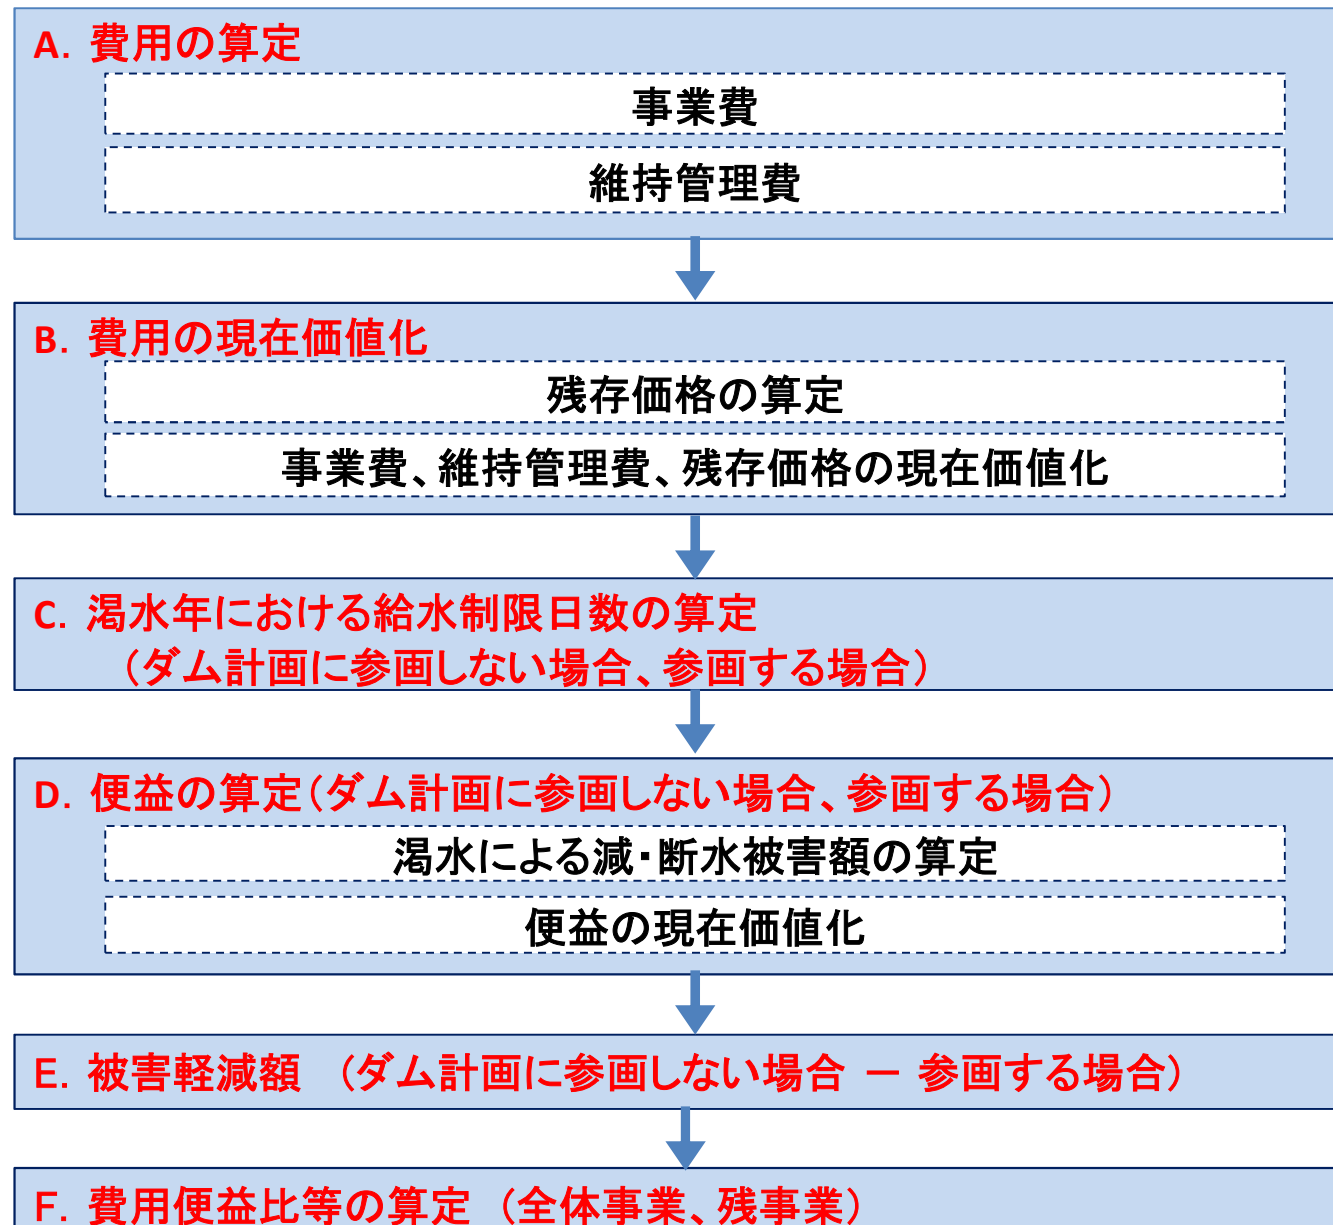 A. 費用の算定
事業費
維持管理費
B. 費用の現在価値化
残存価格の算定
事業費、維持管理費、残存価格の現在価値化
C. 渇水年における給水制限日数の算定
（ダム計画に参画しない場合、参画する場合）
D. 便益の算定（ダム計画に参画しない場合、参画する場合）
渇水による減・断水被害額の算定
便益の現在価値化
E. 被害軽減額 （ダム計画に参画しない場合 － 参画する場合）
F. 費用便益比等の算定 （全体事業、残事業）